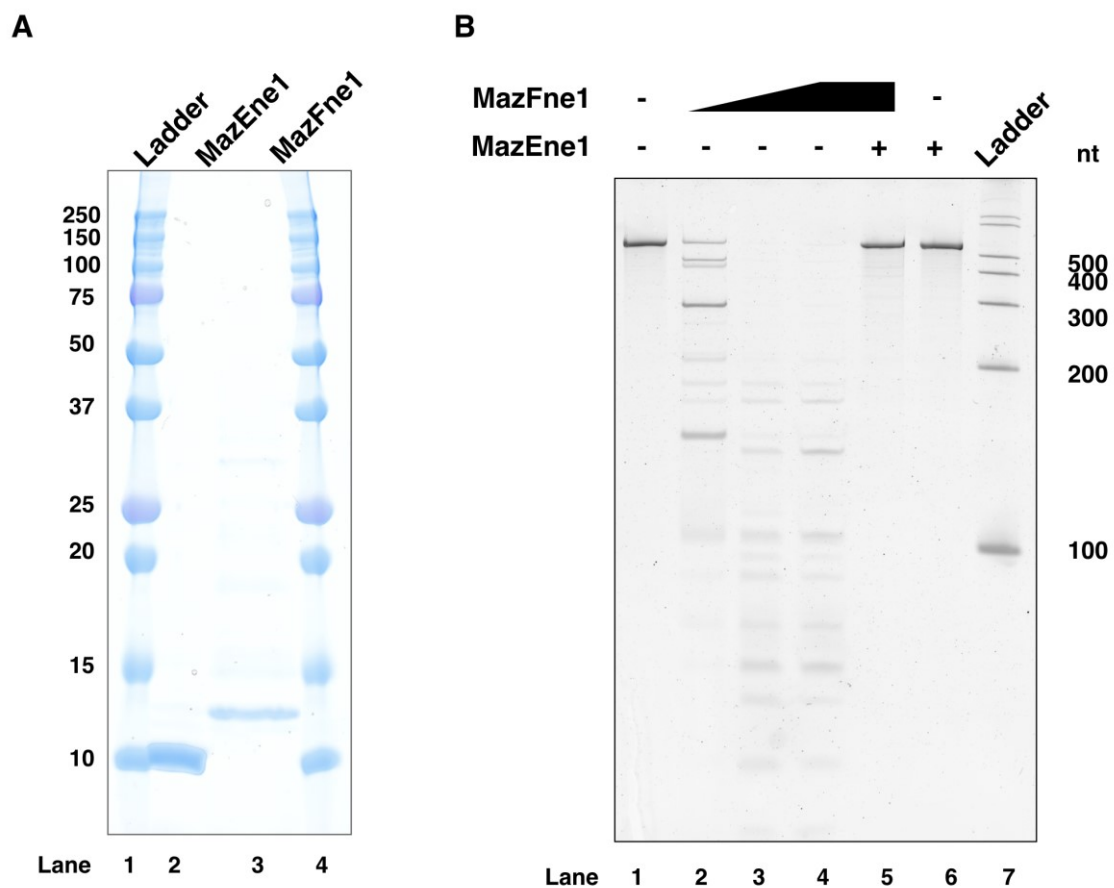 A
Ladder
MazEne1
MazFne1
250
150
100
75
50
37
25
20
15
10
Lane 1 2 3 4
B
MazFne1 - -
MazEne1 - - - - + + Ladder nt
500
400
300
200
100
Lane 1 2 3 4 5 6 7